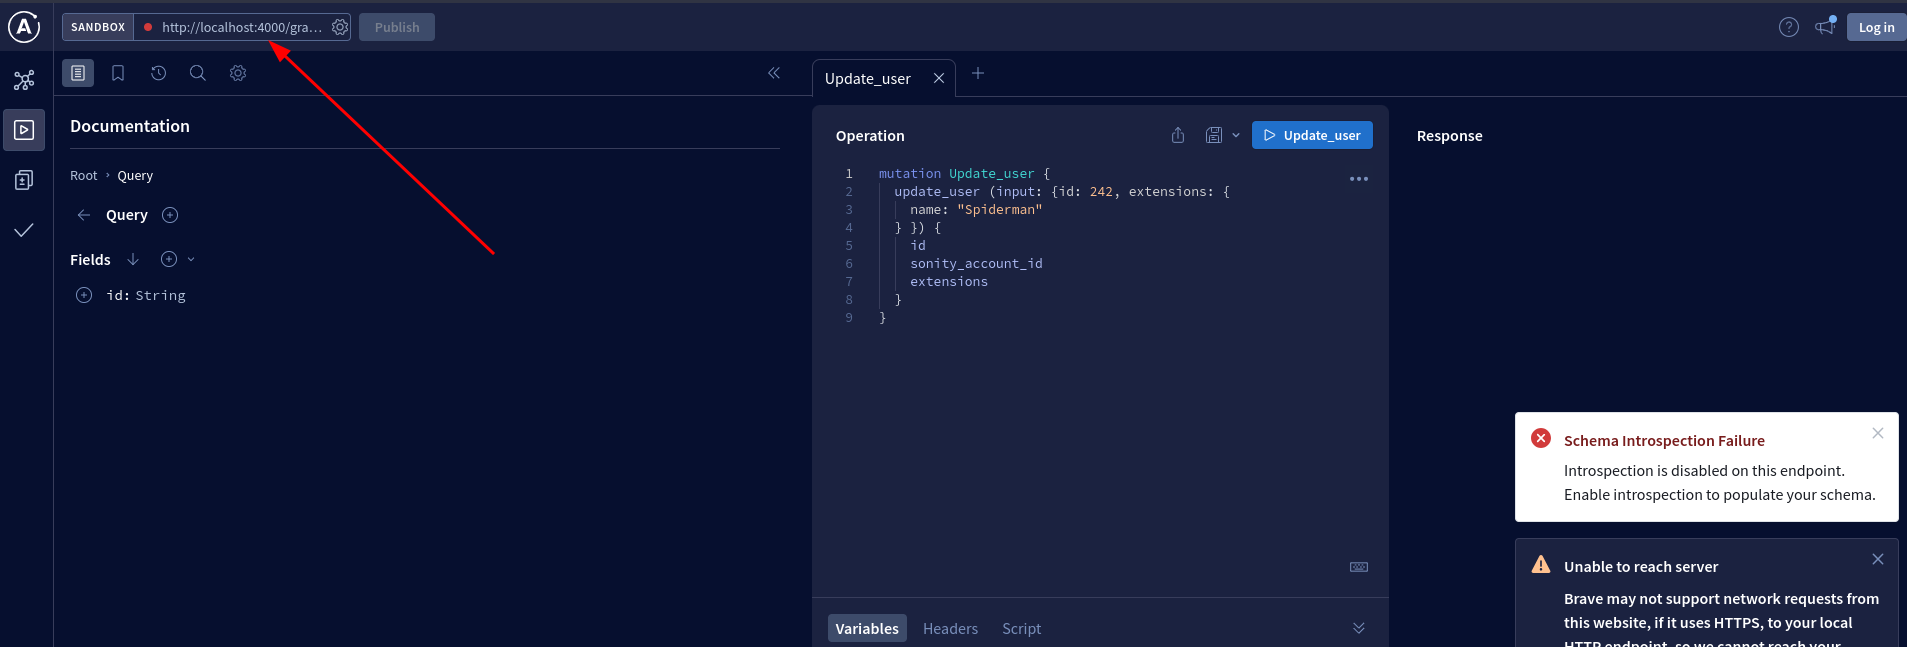 SANDBOX
http://localhost:4000/gra...
Publish
Log in
Documentation
Root › Query
Query
Fields
id: String
Update_user
Operation
Update_user
1 mutation Update_user {
2 update_user (input: {id: 242, extensions: {
3 name: "Spiderman"
4 } }) {
5 id
6 sonity_account_id
7 extensions
8 }
9 }
Variables Headers Script
Response
Schema Introspection Failure
Introspection is disabled on this endpoint.
Enable introspection to populate your schema.
Unable to reach server
Brave may not support network requests from
this website, if it uses HTTPS, to your local
HTTP endpoint, so we cannot reach your